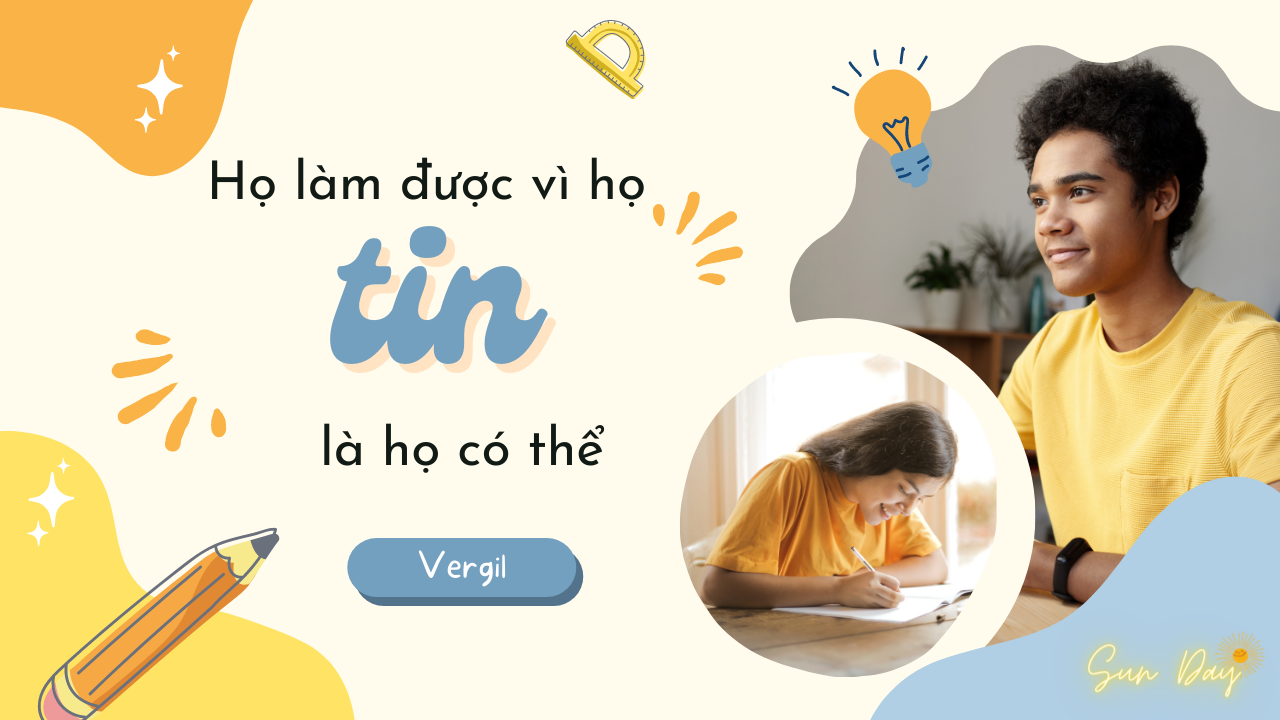 Họ làm được vì họ
tin
là họ có thể
Vergil
Sun Day